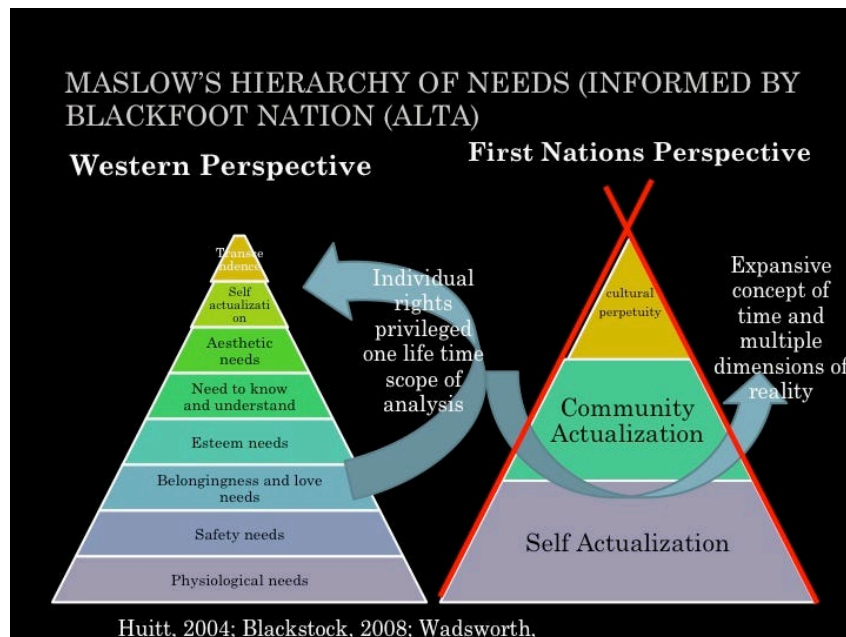 MASLOW'S HIERARCHY OF NEEDS (INFORMED BY
BLACKFOOT NATION (ALTA)
Western Perspective
First Nations Perspective
Transce
ndence
Self
actualizati
on
Aesthetic
needs
Need to know
and understand
Esteem needs
Belongingness and love
needs
Safety needs
Physiological needs
Individual
rights
privileged
one life time
scope of
analysis
cultural
perpetuity
Community
Actualization
Self Actualization
Expansive
concept of
time and
multiple
dimensions of
reality
Huitt, 2004; Blackstock, 2008; Wadsworth,